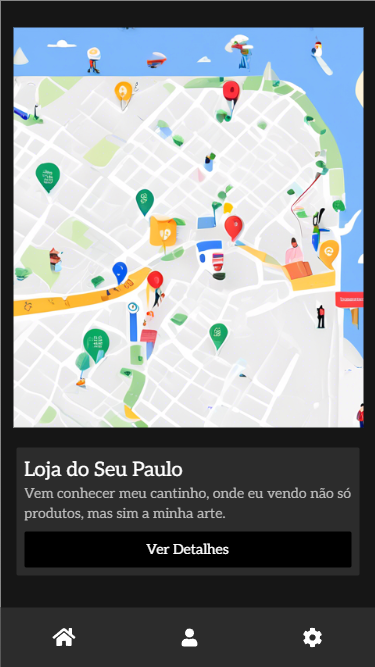 Loja do Seu Paulo
Vem conhecer meu cantinho, onde eu vendo não só
produtos, mas sim a minha arte.
Ver Detalhes